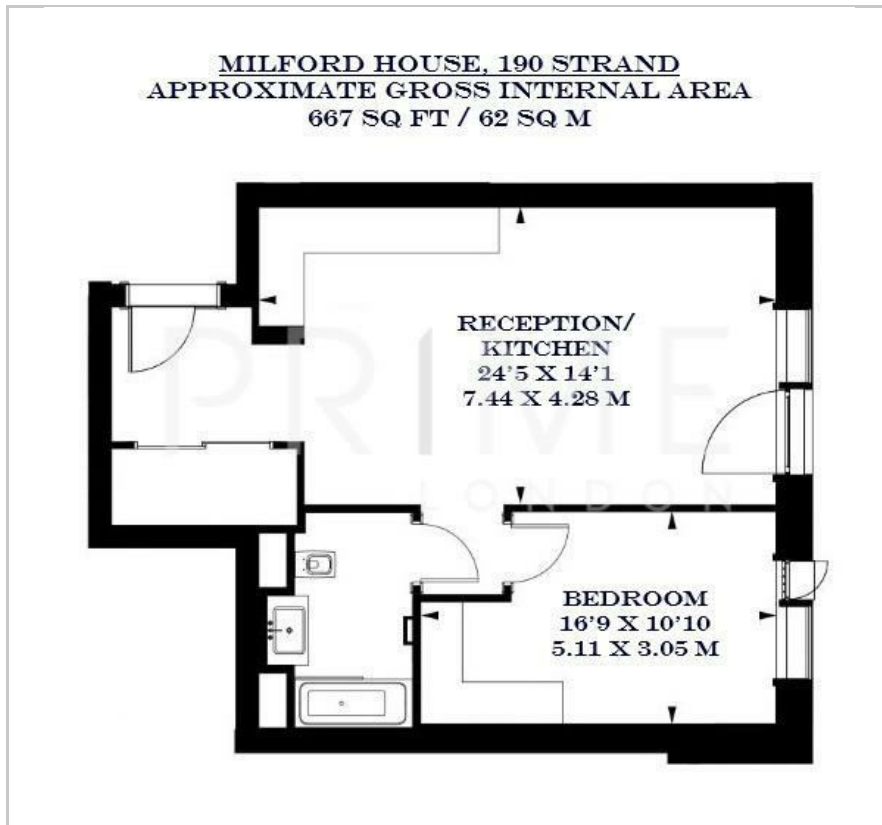 MILFORD HOUSE, 190 STRAND
APPROXIMATE GROSS INTERNAL AREA
667 SQ FT / 62 SQ M
RECEPTION/
KITCHEN
24'5 X 14'1
7.44 X 4.28 M
PRIME
LONDON
BEDROOM
16'9 X 10'10
5.11 X 3.05 M